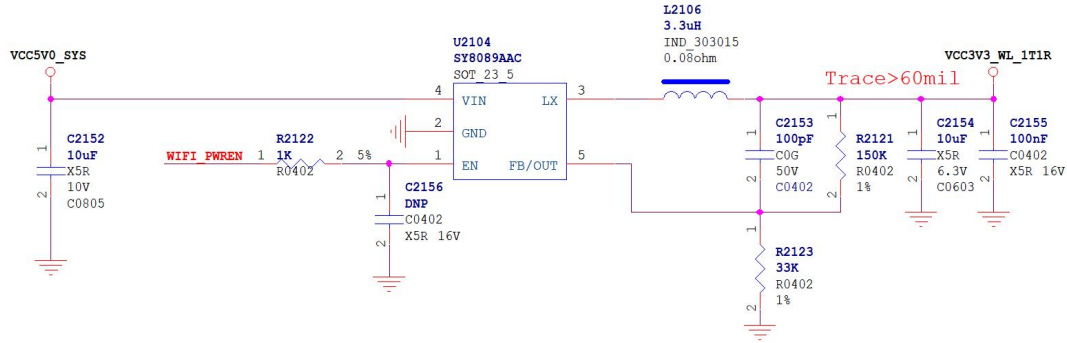 L2106
3.3uH
IND_303015
0.08ohm
VCC5V0_SYS
U2104
SY8089AAC
SOT_23_5
VCC3V3_WL_1T1R
Trace>60mil
4 VIN LX 3
2 GND
1 EN FB/OUT 5
1
C2152
10uF
X5R
10V
C0805
2
WIFI_PWREN 1 2 5%
R2122
1K
R0402
1
C2156
DNP
C0402
X5R 16V
2
1
C2153
100pF
C0G
50V
C0402
2
1
R2121
150K
R0402
1%
2
1
C2154
10uF
X5R
6.3V
C0603
2
1
C2155
100nF
C0402
X5R 16V
2
1
R2123
33K
R0402
1%
2